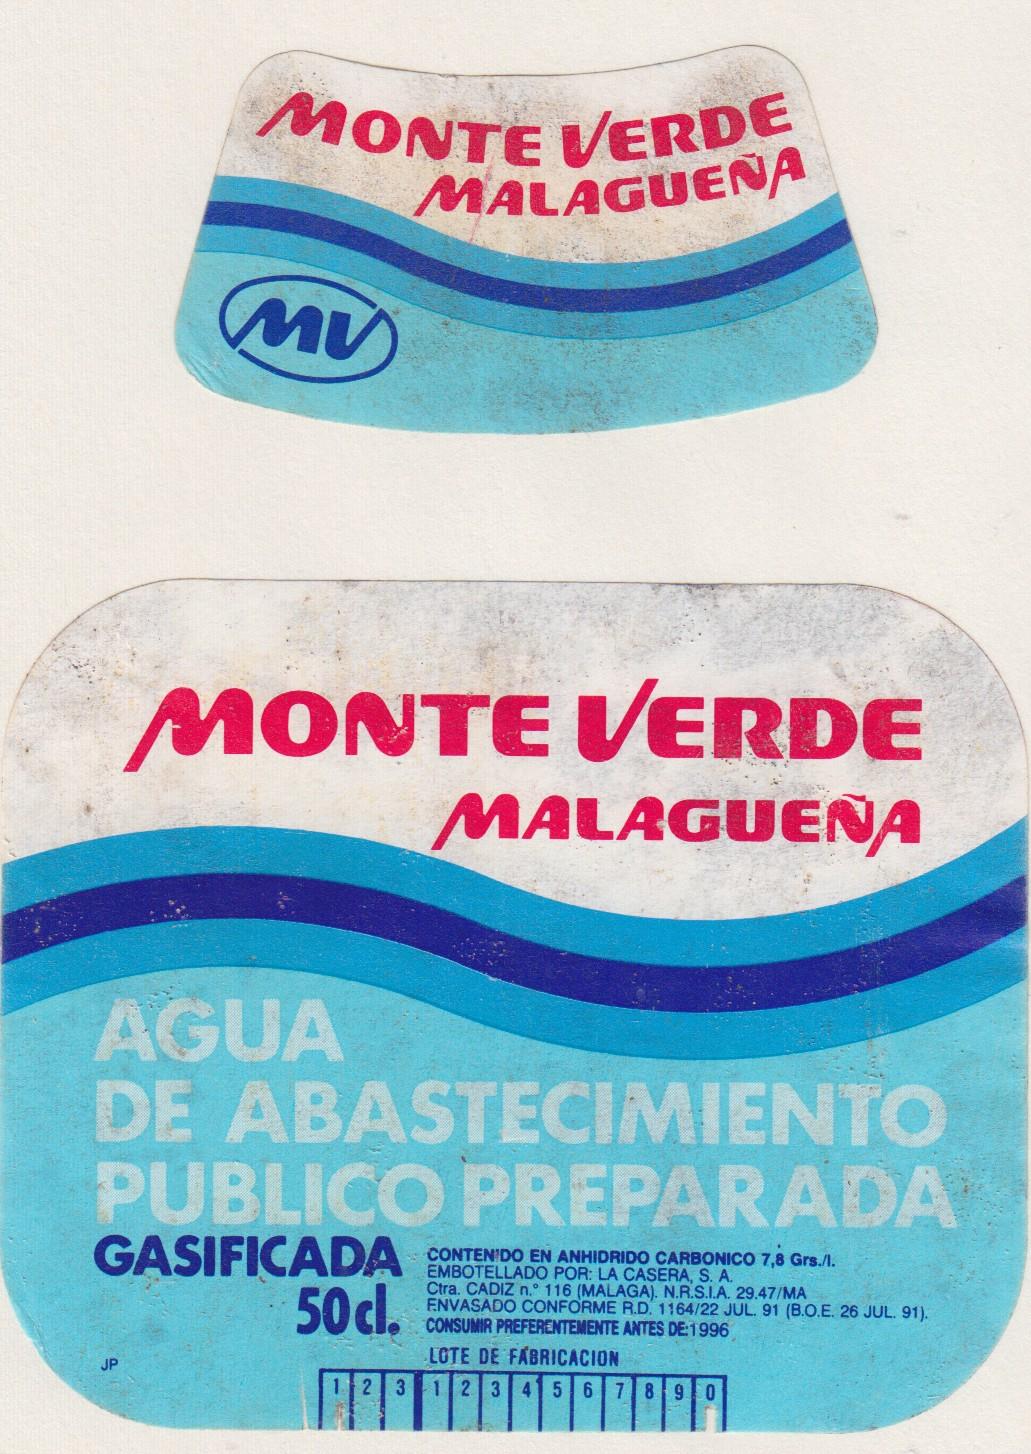 MONTE VERDE
MALAGUEÑA
MV
MONTE VERDE
MALAGUEÑA
AGUA
DE ABASTECIMIENTO
PUBLICO PREPARADA
GASIFICADA
50 cl.
CONTENIDO EN ANHIDRIDO CARBONICO 7,8 Grs./l.
EMBOTELLADO POR: LA CASERA, S. A.
Ctra. CADIZ n.º 116 (MALAGA). N.R.S.I.A. 29.47/MA
ENVASADO CONFORME R.D. 1164/22 JUL. 91 (B.O.E. 26 JUL. 91).
CONSUMIR PREFERENTEMENTE ANTES DE:1996
JP
LOTE DE FABRICACION
1 2 3 1 2 3 4 5 6 7 8 9 0